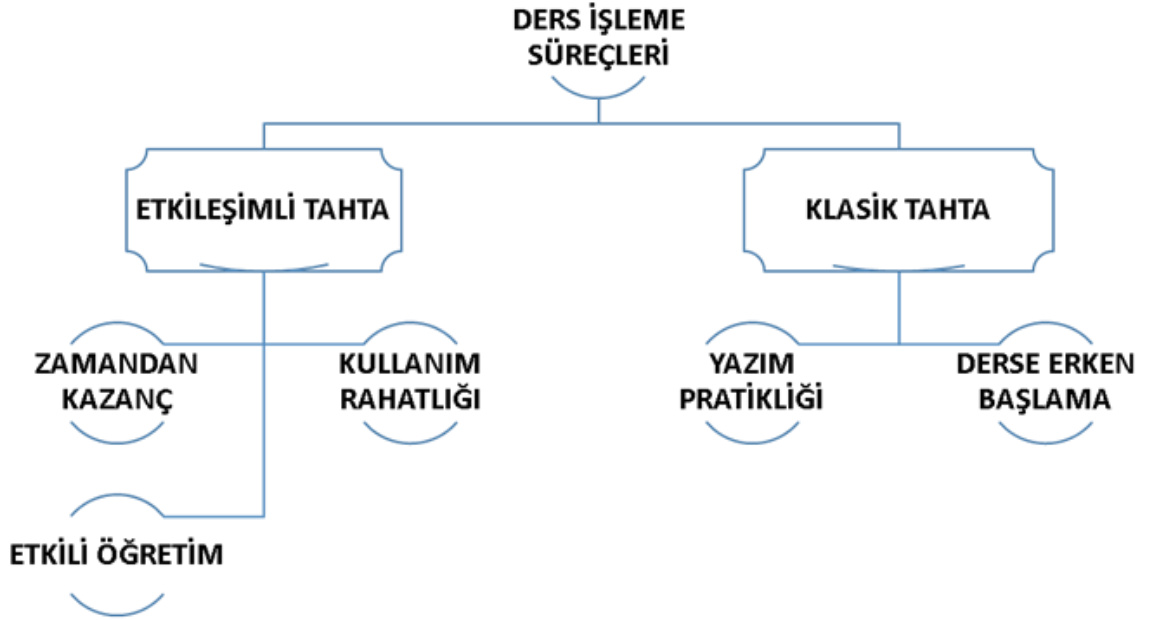 DERS İŞLEME
SÜREÇLERİ
ETKİLEŞİMLİ TAHTA
KLASİK TAHTA
ZAMANDAN
KAZANÇ
KULLANIM
RAHATLIĞI
YAZIM
PRATİKLİĞİ
DERSE ERKEN
BAŞLAMA
ETKİLİ ÖĞRETİM